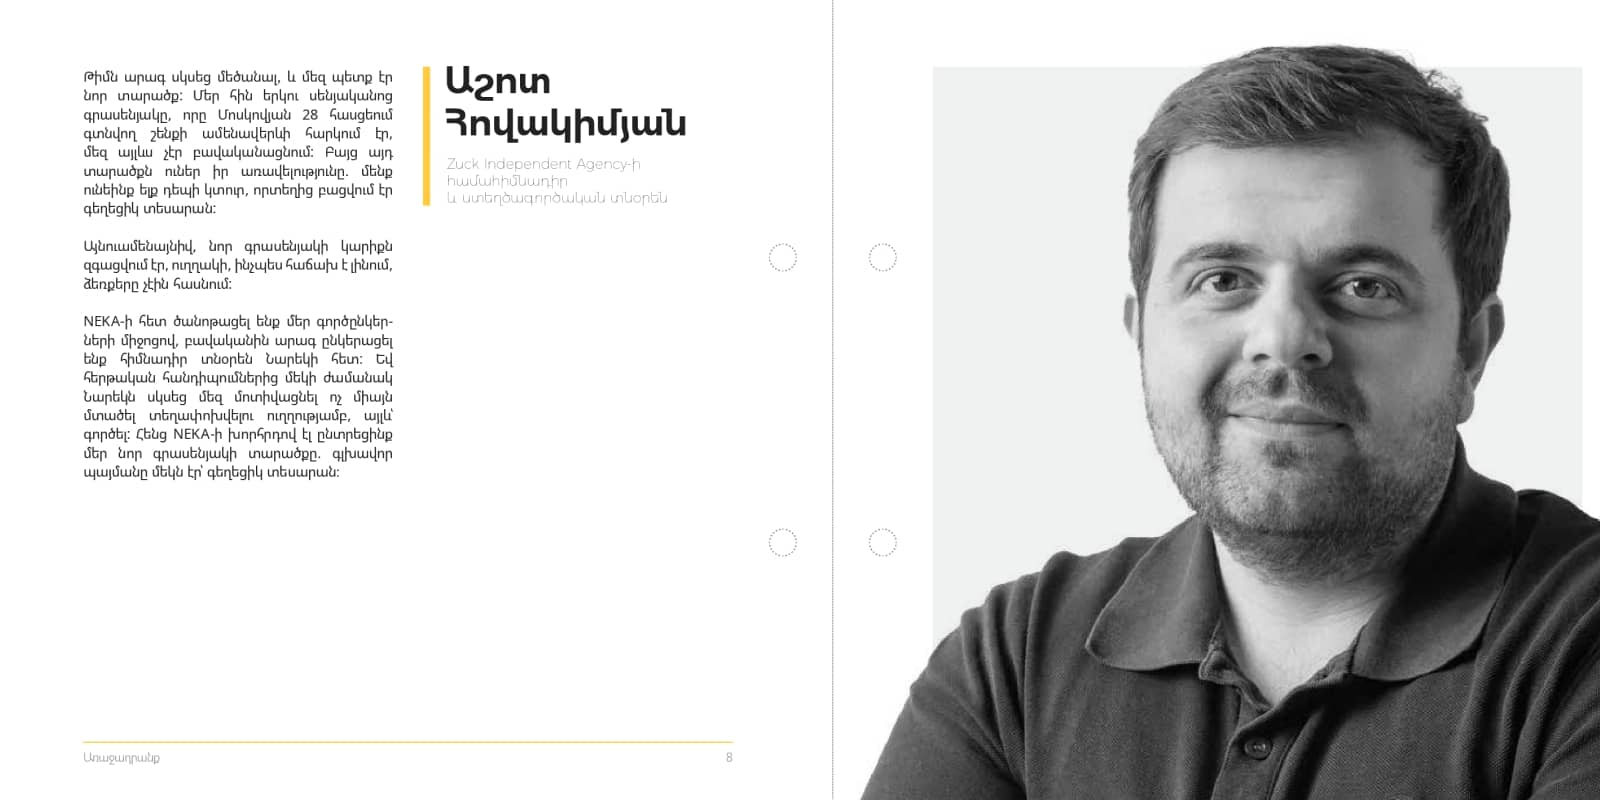 Թիմն արագ սկսեց մեծանալ, և մեզ պետք էր
նոր տարածք: Մեր հին երկու սենյականոց
գրասենյակը, որը Մոսկովյան 28 հասցեում
գտնվող շենքի ամենավերևի հարկում էր,
մեզ այլևս չէր բավականացնում: Բայց այդ
տարածքն ուներ իր առավելությունը. մենք
ունեինք ելք դեպի կտուր, որտեղից բացվում էր
գեղեցիկ տեսարան:
Այնուամենայնիվ, նոր գրասենյակի կարիքն
զգացվում էր, ուղղակի, ինչպես հաճախ է լինում,
ձեռքերը չէին հասնում:
NEKA-ի հետ ծանոթացել ենք մեր գործընկեր-
ների միջոցով, բավականին արագ ընկերացել
ենք հիմնադիր տնօրեն Նարեկի հետ: Եվ
հերթական հանդիպումներից մեկի ժամանակ
Նարեկն սկսեց մեզ մոտիվացնել ոչ միայն
մտածել տեղափոխվելու ուղղությամբ, այլև՝
գործել: Հենց NEKA-ի խորհրդով էլ ընտրեցինք
մեր նոր գրասենյակի տարածքը. գլխավոր
պայմանը մեկն էր՝ գեղեցիկ տեսարան:
Աշոտ
Հովակիմյան
Zuck Independent Agency-ի
համահիմնադիր
և ստեղծագործական տնօրեն
Առաջադրանք
8